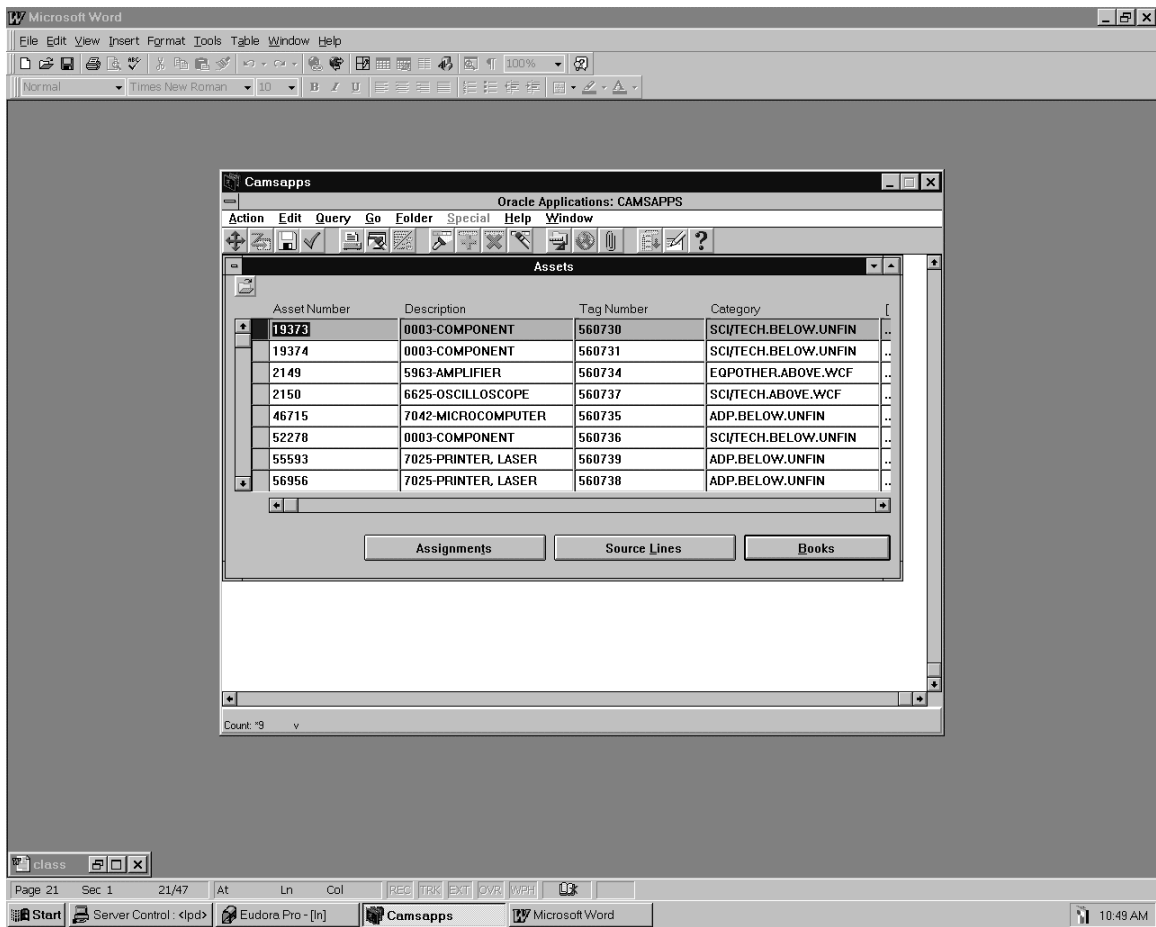 Microsoft Word
File Edit View Insert Format Tools Table Window Help
100%
Normal Times New Roman 10 B I U
Camsapps
Oracle Applications: CAMSAPPS
Action Edit Query Go Folder Special Help Window
Assets
Asset Number Description Tag Number Category [
19373 0003-COMPONENT 560730 SCI/TECH.BELOW.UNFIN ..
19374 0003-COMPONENT 560731 SCI/TECH.BELOW.UNFIN ..
2149 5963-AMPLIFIER 560734 EQPOTHER.ABOVE.WCF ..
2150 6625-OSCILLOSCOPE 560737 SCI/TECH.ABOVE.WCF ..
46715 7042-MICROCOMPUTER 560735 ADP.BELOW.UNFIN ..
52278 0003-COMPONENT 560736 SCI/TECH.BELOW.UNFIN ..
55593 7025-PRINTER, LASER 560739 ADP.BELOW.UNFIN ..
56956 7025-PRINTER, LASER 560738 ADP.BELOW.UNFIN ..
Assignments Source Lines Books
Count: *9 v
class
Page 21 Sec 1 21/47 At Ln Col REC TRK EXT OVR WPH
Start Server Control : <lpd> Eudora Pro - [In] Camsapps Microsoft Word 10:49 AM